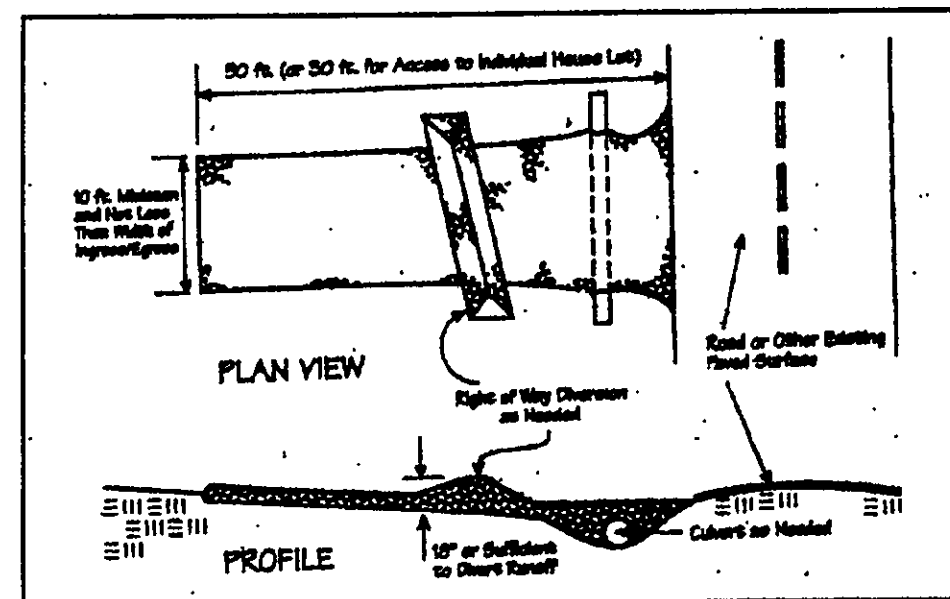 50 ft. (or 30 ft. for Access to Individual House Lot)
10 ft. Minimum
and Not Less
Than Width of
Ingress/Egress
PLAN VIEW
Road or Other Existing
Paved Surface
Right of Way Diversion
as Needed
Culvert as Needed
18" or Sufficient
to Divert Runoff
PROFILE